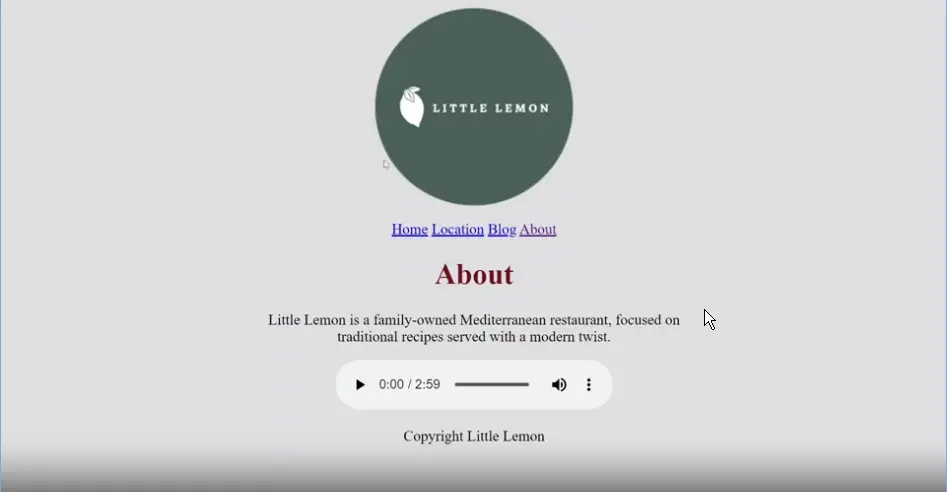 LITTLE LEMON
Home Location Blog About
About
Little Lemon is a family-owned Mediterranean restaurant, focused on
traditional recipes served with a modern twist.
0:00 / 2:59
Copyright Little Lemon